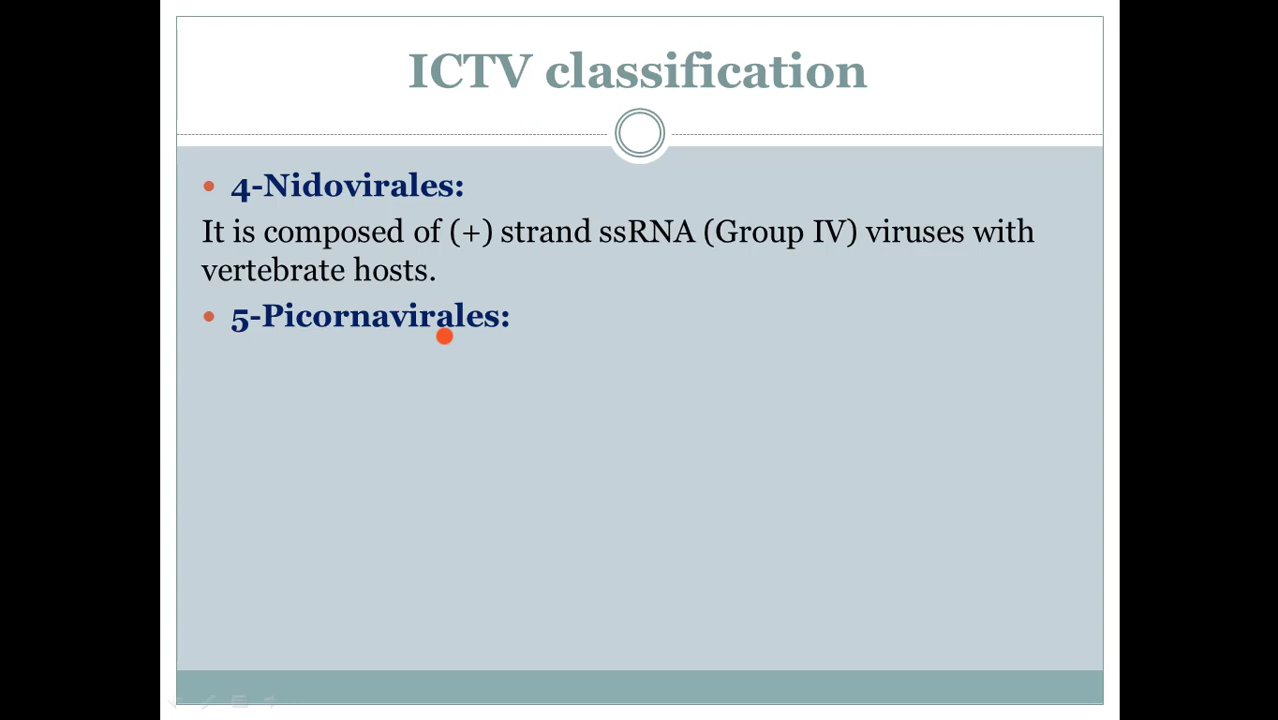 ICTV classification
4-Nidovirales:
It is composed of (+) strand ssRNA (Group IV) viruses with
vertebrate hosts.
5-Picornavirales: